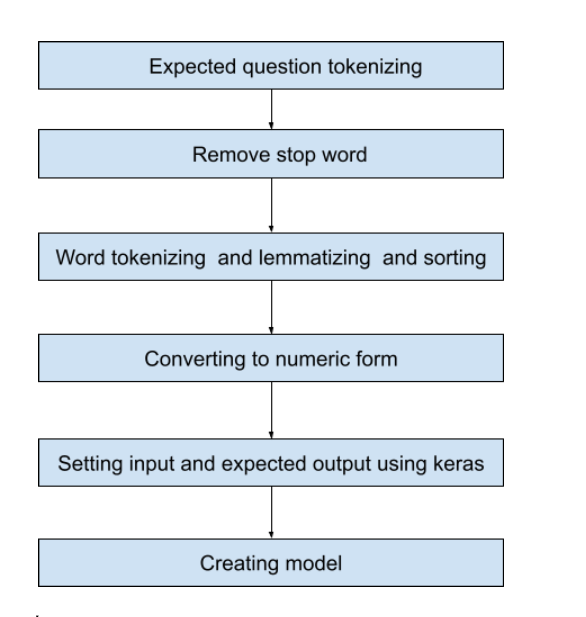 Expected question tokenizing
Remove stop word
Word tokenizing  and lemmatizing  and sorting
Converting to numeric form
Setting input and expected output using keras
Creating model
.